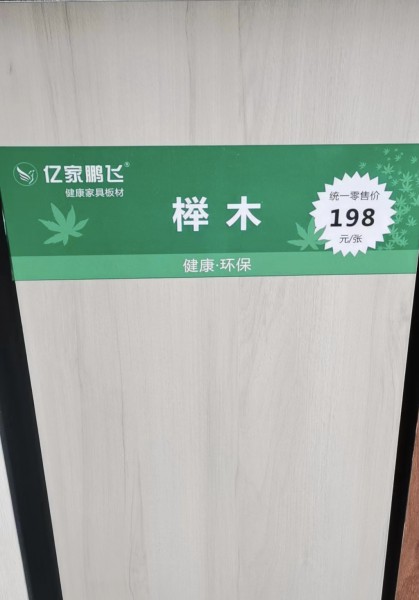 亿家鹏飞®
健康家具板材
榉木
统一零售价
198
元/张
健康·环保